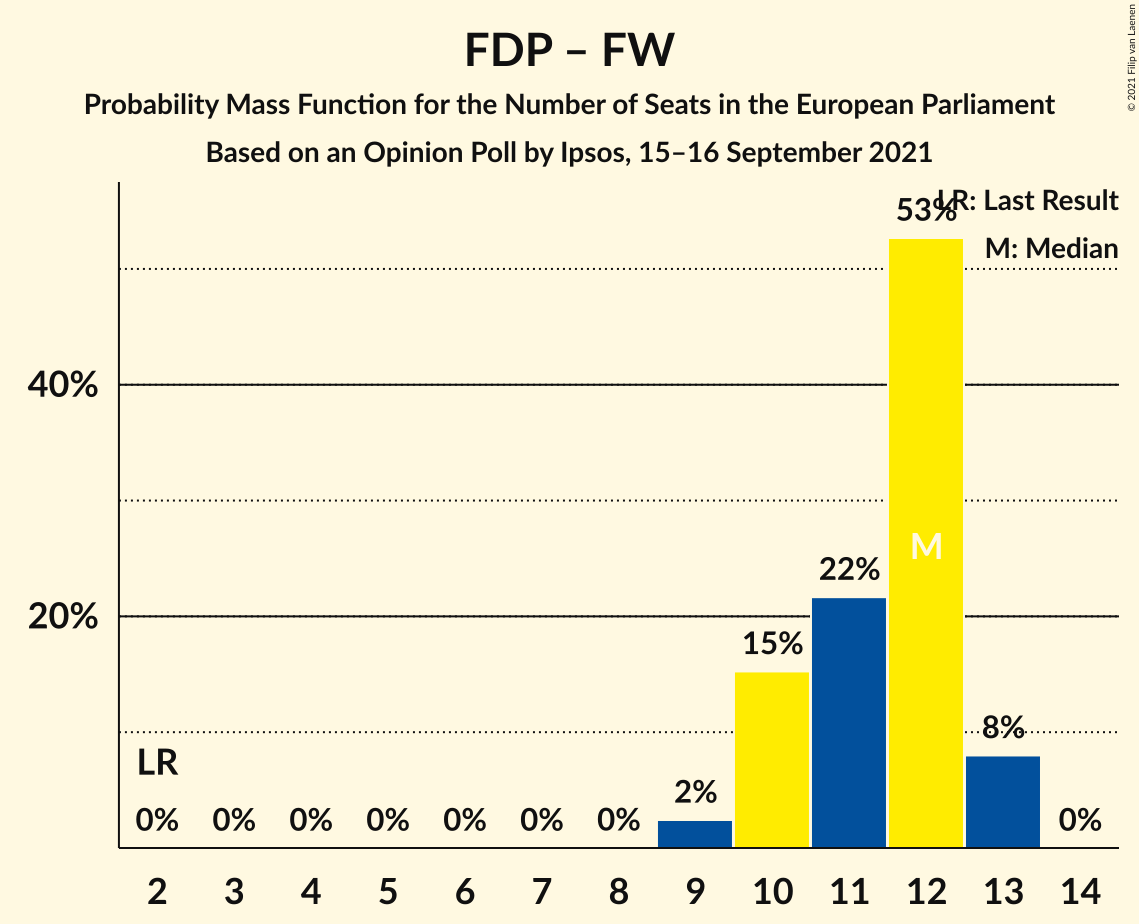 FDP – FW
Probability Mass Function for the Number of Seats in the European Parliament
Based on an Opinion Poll by Ipsos, 15–16 September 2021
© 2021 Filip van Laenen
LR: Last Result
M: Median
53%
40%
M
22%
20%
15%
8%
LR
2%
0% 0% 0% 0% 0% 0% 0% 0%
2 3 4 5 6 7 8 9 10 11 12 13 14